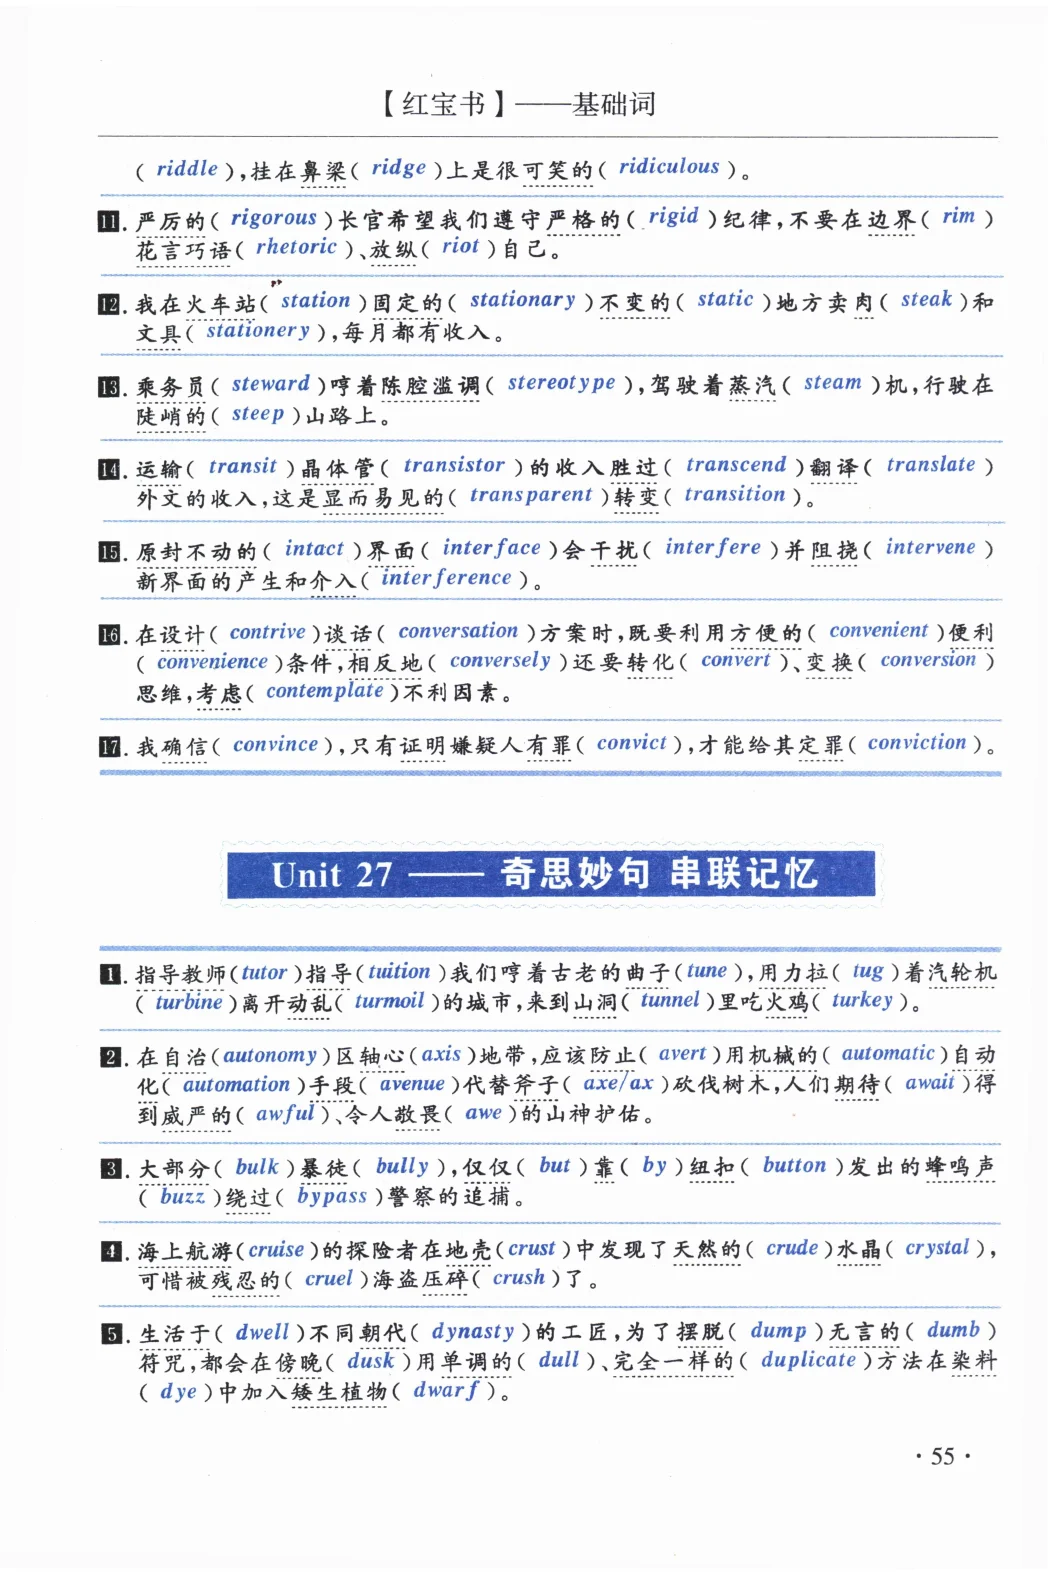 【红宝书】——基础词
( riddle ),挂在鼻梁( ridge )上是很可笑的( ridiculous )。
11. 严厉的( rigorous )长官希望我们遵守严格的( rigid )纪律,不要在边界( rim )
花言巧语( rhetoric )、放纵( riot )自己。
12. 我在火车站( station )固定的( stationary )不变的( static )地方卖肉( steak )和
文具( stationery ),每月都有收入。
13. 乘务员( steward )哼着陈腔滥调( stereotype ),驾驶着蒸汽( steam )机,行驶在
陡峭的( steep )山路上。
14. 运输( transit )晶体管( transistor )的收入胜过( transcend )翻译( translate )
外文的收入,这是显而易见的( transparent )转变( transition )。
15. 原封不动的( intact )界面( interface )会干扰( interfere )并阻挠( intervene )
新界面的产生和介入( interference )。
16. 在设计( contrive )谈话( conversation )方案时,既要利用方便的( convenient )便利
( convenience )条件,相反地( conversely )还要转化( convert )、变换( conversion )
思维,考虑( contemplate )不利因素。
17. 我确信( convince ),只有证明嫌疑人有罪( convict ),才能给其定罪( conviction )。
Unit 27 —— 奇思妙句 串联记忆
1. 指导教师(tutor )指导(tuition )我们哼着古老的曲子(tune ),用力拉( tug )着汽轮机
( turbine )离开动乱( turmoil )的城市,来到山洞( tunnel )里吃火鸡( turkey )。
2. 在自治(autonomy )区轴心(axis )地带,应该防止( avert )用机械的( automatic )自动
化( automation )手段( avenue )代替斧子( axe/ax )砍伐树木,人们期待( await )得
到威严的( awful )、令人敬畏( awe )的山神护佑。
3. 大部分( bulk )暴徒( bully ),仅仅( but )靠( by )纽扣( button )发出的蜂鸣声
( buzz )绕过( bypass )警察的追捕。
4. 海上航游(cruise )的探险者在地壳(crust )中发现了天然的( crude )水晶( crystal ),
可惜被残忍的( cruel )海盗压碎( crush )了。
5. 生活于( dwell )不同朝代( dynasty )的工匠,为了摆脱( dump )无言的( dumb )
符咒,都会在傍晚( dusk )用单调的( dull )、完全一样的( duplicate )方法在染料
( dye )中加入矮生植物( dwarf )。
· 55 ·